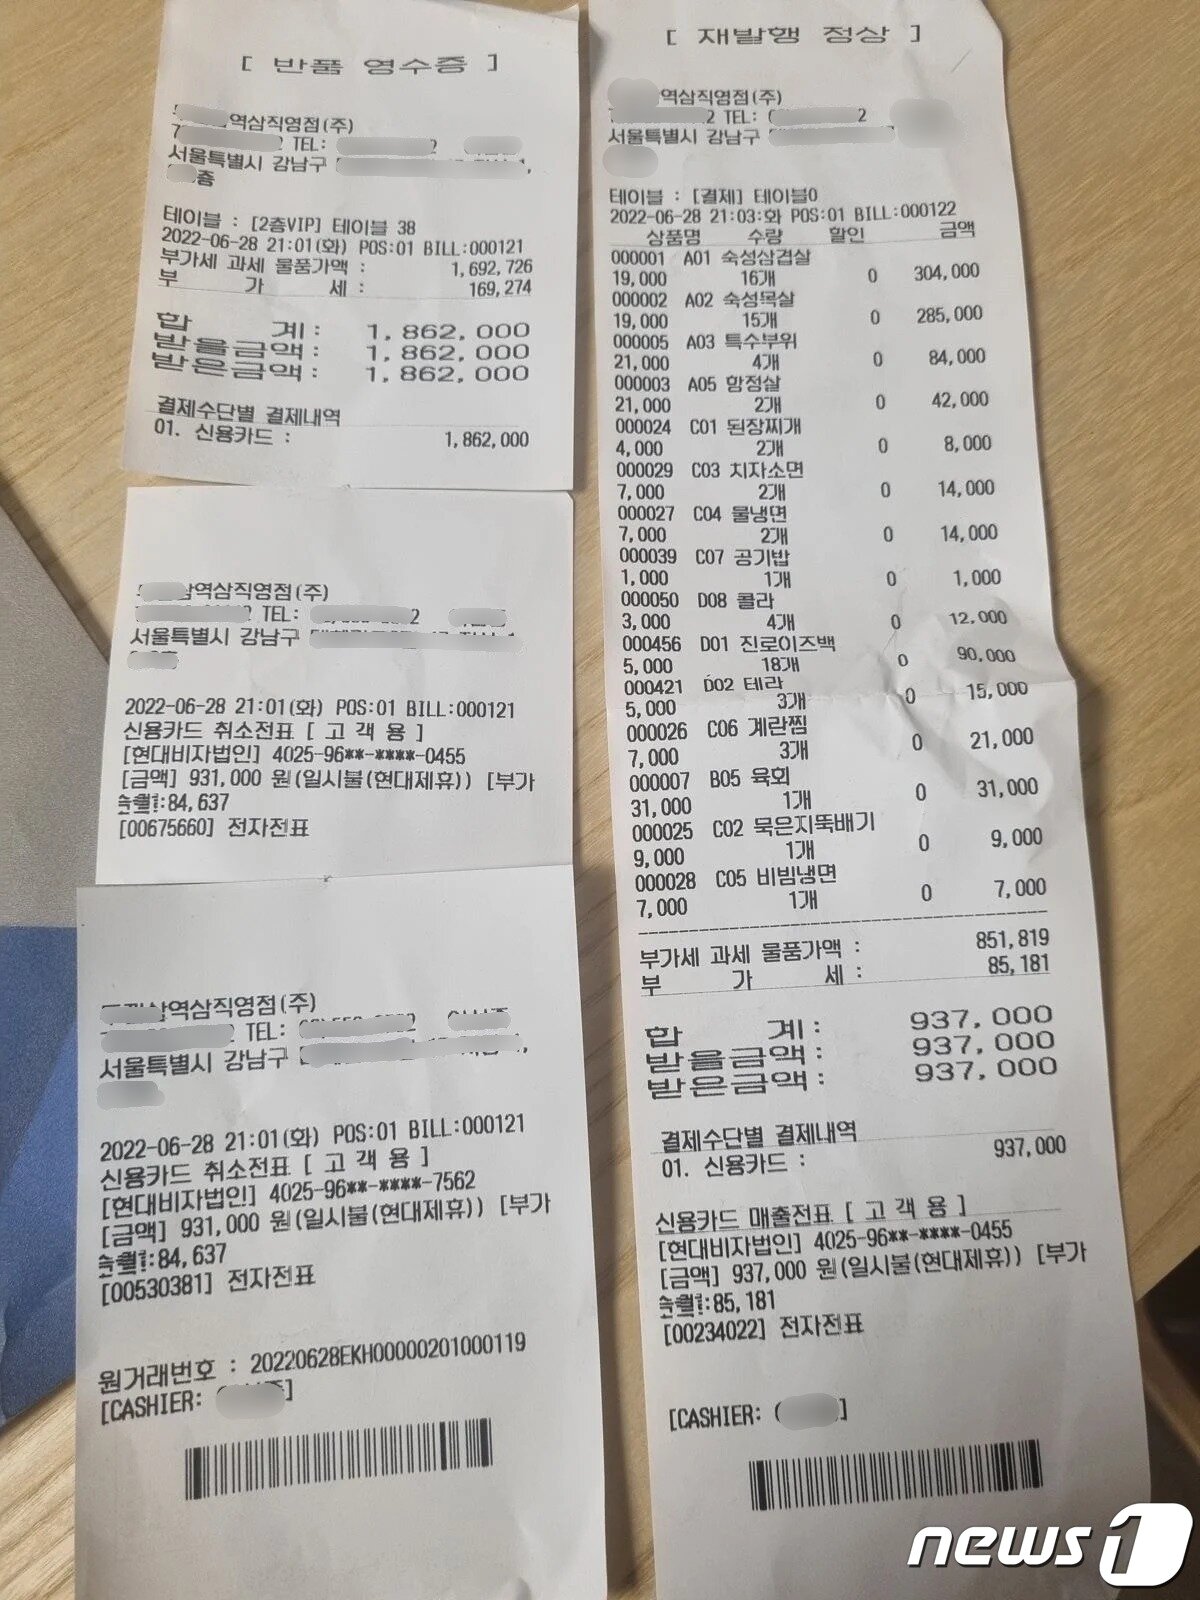 [ 반품 영수증 ]
역삼직영점(주)
2 TEL: 2
서울특별시 강남구
층
테이블 : [2층VIP] 테이블 38
2022-06-28 21:01(화) POS:01 BILL:000121
부가세 과세 물품가액 : 1,692,726
부 가 세 : 169,274
합 계 : 1,862,000
받을금액 : 1,862,000
받은금액 : 1,862,000
결제수단별 결제내역
01. 신용카드 : 1,862,000
역삼직영점(주)
2 TEL: 2
서울특별시 강남구
2022-06-28 21:01(화) POS:01 BILL:000121
신용카드 취소전표 [ 고 객 용 ]
[현대비자법인] 4025-96**-****-0455
[금액] 931,000 원(일시불(현대제휴)) [부가
:84,637
[00675660] 전자전표
역삼직영점(주)
2 TEL:
서울특별시 강남구
2022-06-28 21:01(화) POS:01 BILL:000121
신용카드 취소전표 [ 고 객 용 ]
[현대비자법인] 4025-96**-****-7562
[금액] 931,000 원(일시불(현대제휴)) [부가
:84,637
[00530381] 전자전표
원거래번호 : 20220628EKH00000201000119
[CASHIER: ]
[ 재발행 정상 ]
역삼직영점(주)
2 TEL: 2
서울특별시 강남구
테이블 : [결제] 테이블0
2022-06-28 21:03:화 POS:01 BILL:000122
상품명 수량 할인 금액
000001 A01 숙성삼겹살
19,000 16개 0 304,000
000002 A02 숙성목살
19,000 15개 0 285,000
000005 A03 특수부위
21,000 4개 0 84,000
000003 A05 항정살
21,000 2개 0 42,000
000024 C01 된장찌개
4,000 2개 0 8,000
000029 C03 치자소면
7,000 2개 0 14,000
000027 C04 물냉면
7,000 2개 0 14,000
000039 C07 공기밥
1,000 1개 0 1,000
000050 D08 콜라
3,000 4개 0 12,000
000456 D01 진로이즈백
5,000 18개 0 90,000
000421 D02 테라
5,000 3개 0 15,000
000026 C06 계란찜
7,000 3개 0 21,000
000007 B05 육회
31,000 1개 0 31,000
000025 C02 묵은지뚝배기
9,000 1개 0 9,000
000028 C05 비빔냉면
7,000 1개 0 7,000
부가세 과세 물품가액 : 851,819
부 가 세 : 85,181
합 계 : 937,000
받을금액 : 937,000
받은금액 : 937,000
결제수단별 결제내역
01. 신용카드 : 937,000
신용카드 매출전표 [ 고 객 용 ]
[현대비자법인] 4025-96**-****-0455
[금액] 937,000 원(일시불(현대제휴)) [부가
:85,181
[00234022] 전자전표
[CASHIER: ( ]
news1